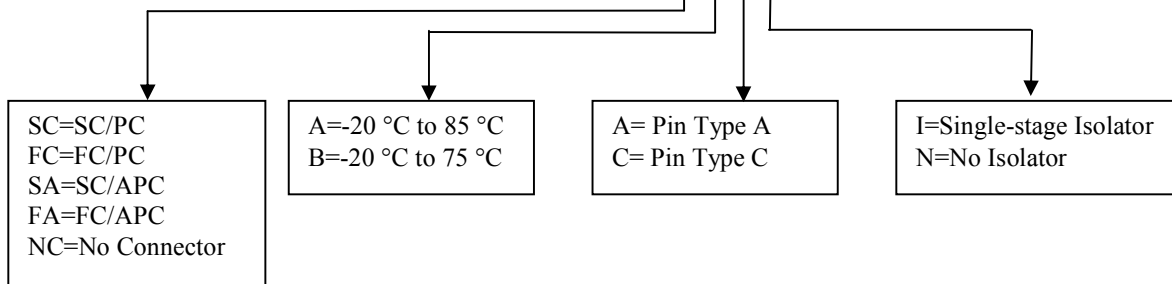 SC=SC/PC
FC=FC/PC
SA=SC/APC
FA=FC/APC
NC=No Connector
A=-20 °C to 85 °C
B=-20 °C to 75 °C
A= Pin Type A
C= Pin Type C
I=Single-stage Isolator
N=No Isolator